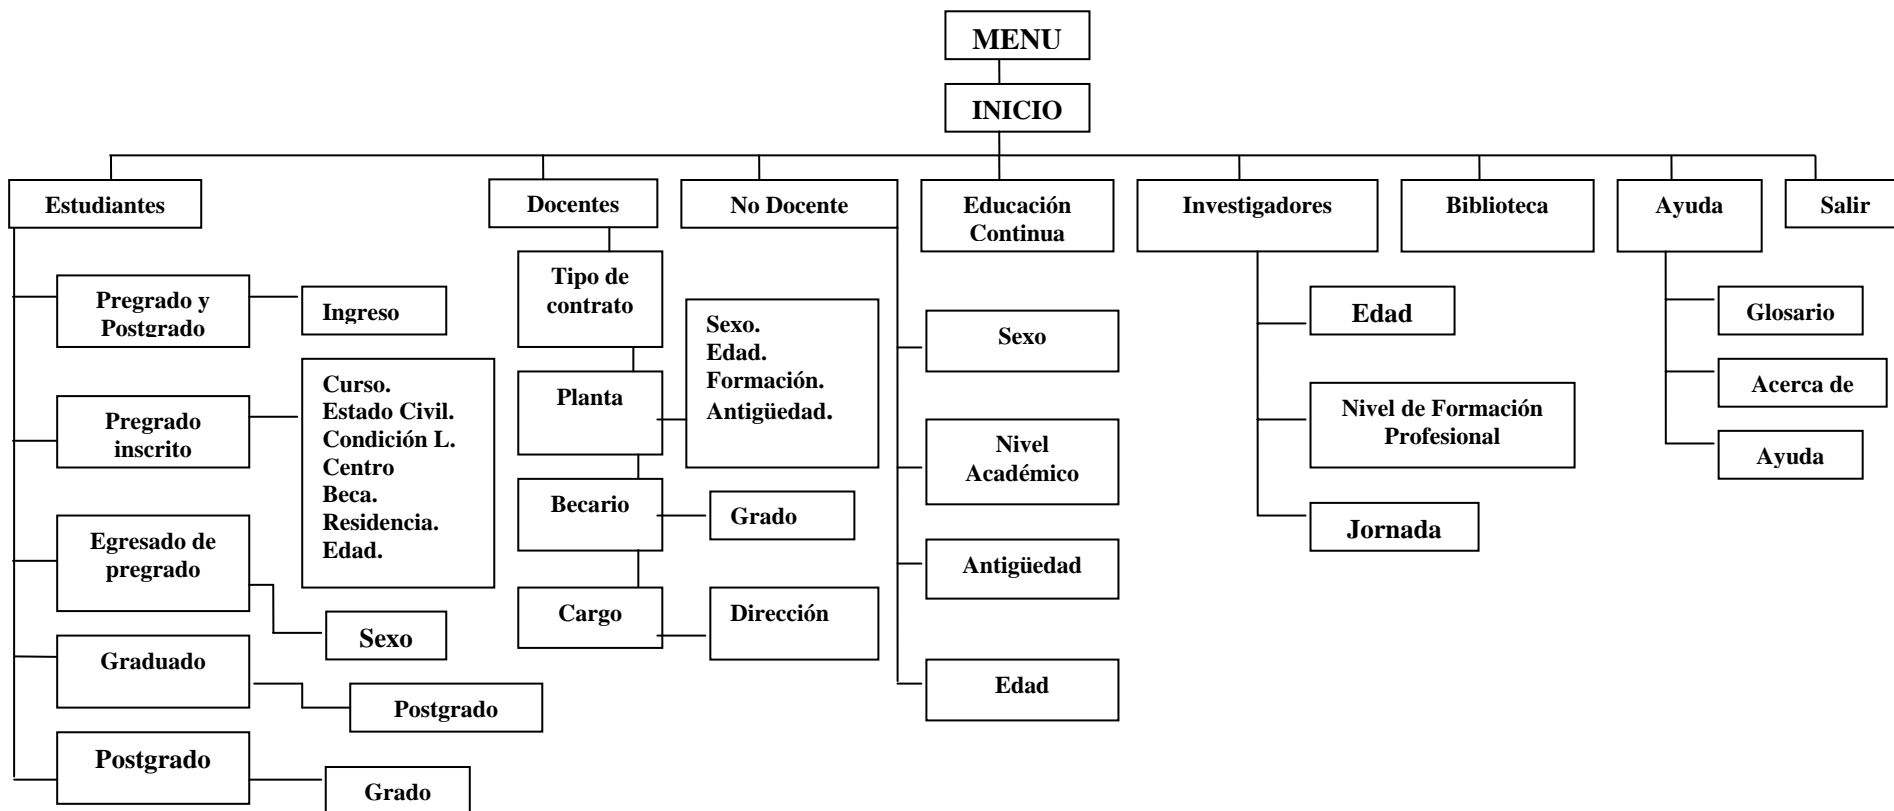 MENU
INICIO
Estudiantes
Docentes
No Docente
Educación
Continua
Investigadores
Biblioteca
Ayuda
Salir
Pregrado y
Postgrado
Ingreso
Pregrado
inscrito
Curso.
Estado Civil.
Condición L.
Centro
Beca.
Residencia.
Edad.
Egresado de
pregrado
Sexo
Graduado
Postgrado
Postgrado
Grado
Tipo de
contrato
Planta
Sexo.
Edad.
Formación.
Antigüedad.
Becario
Grado
Cargo
Dirección
Sexo
Nivel
Académico
Antigüedad
Edad
Edad
Nivel de Formación
Profesional
Jornada
Glosario
Acerca de
Ayuda